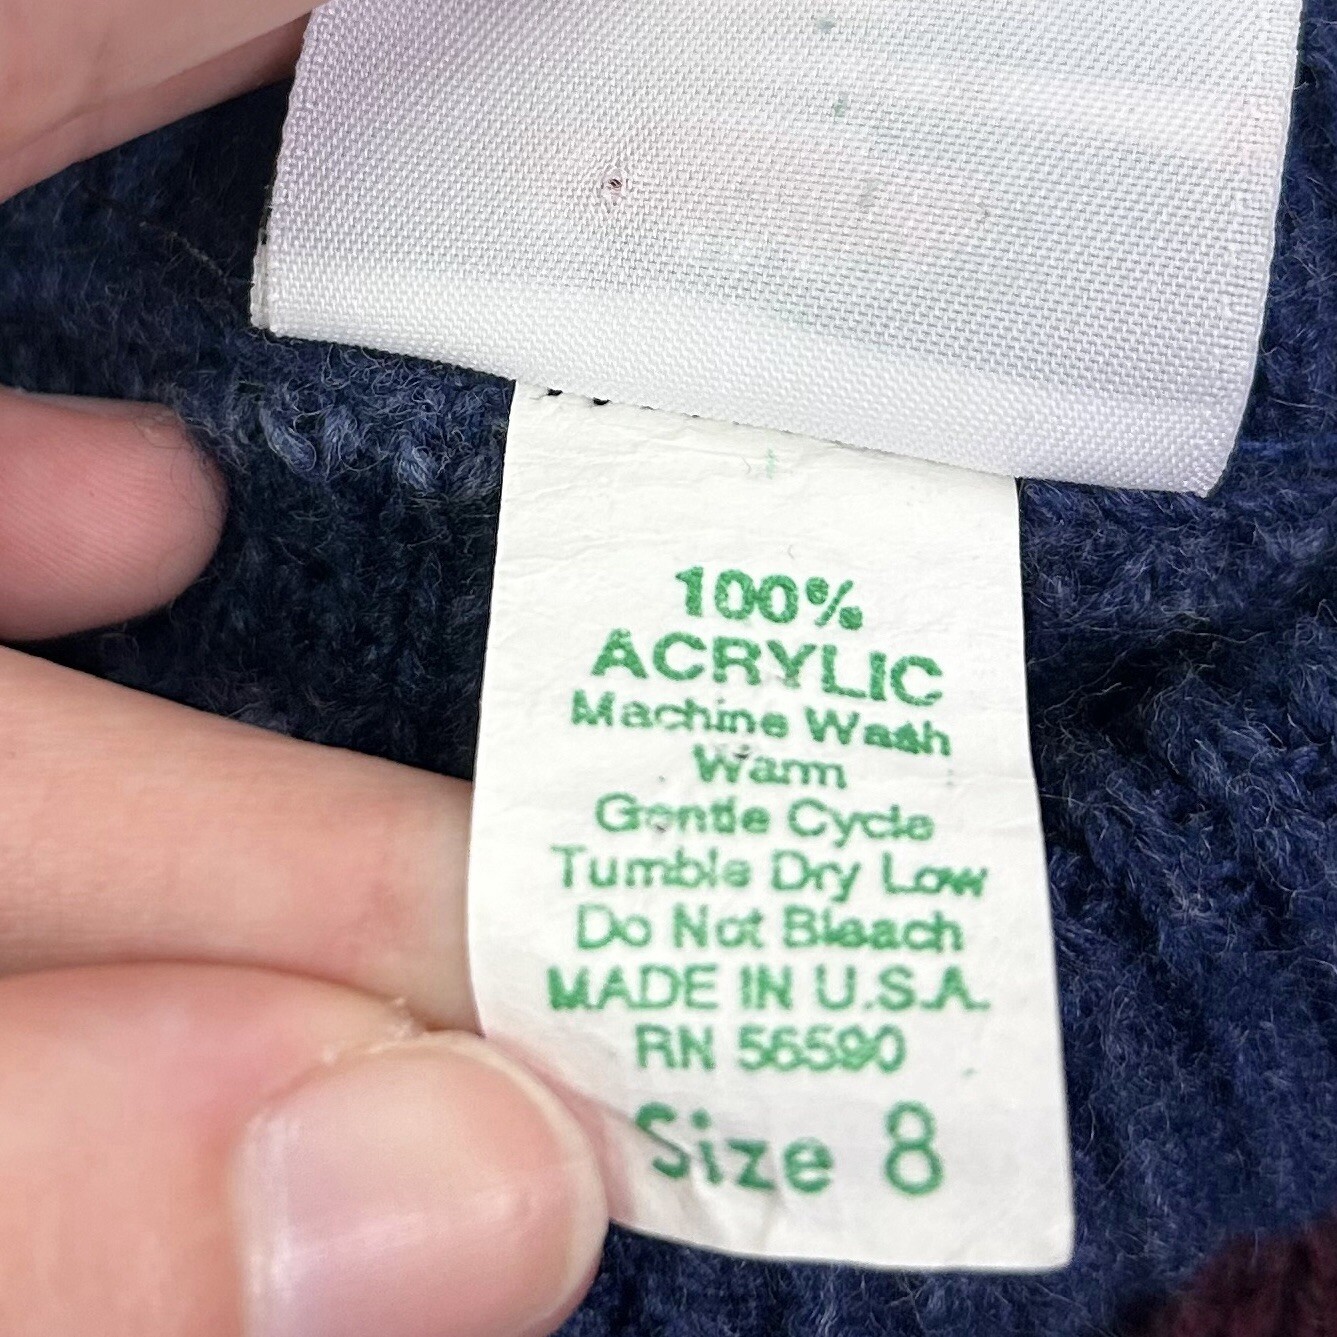 100%
ACRYLIC
Machine Wash
Warm
Gentle Cycle
Tumble Dry Low
Do Not Bleach
MADE IN U.S.A.
RN 56590
Size 8